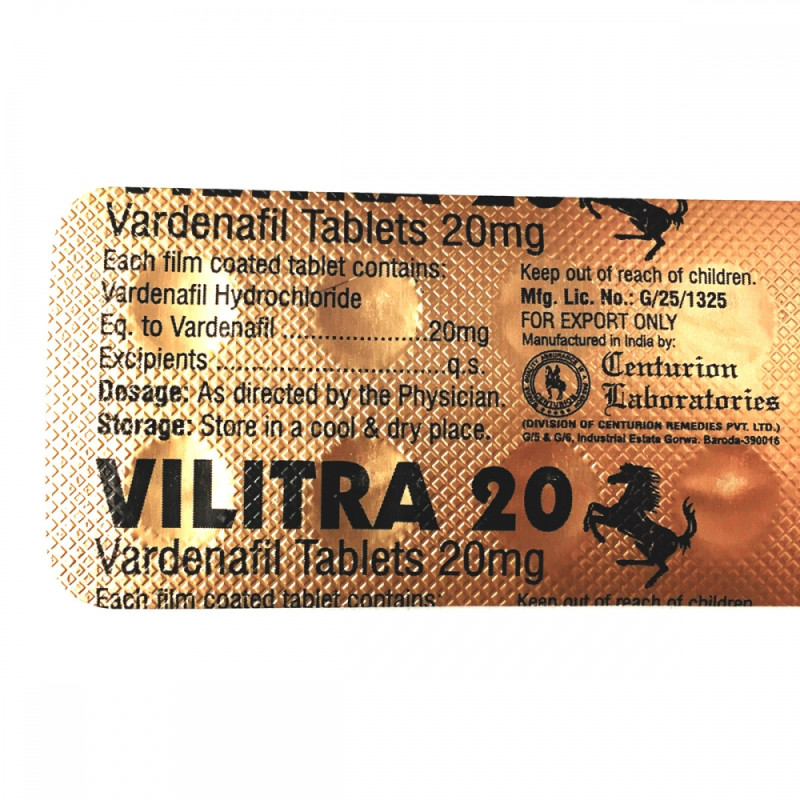 VILITRA 20
Vardenafil Tablets 20mg
Each film coated tablet contains:
Vardenafil Hydrochloride
Eq. to Vardenafil ....................20mg
Excipients ................................q.s.
Dosage: As directed by the Physician.
Storage: Store in a cool & dry place.
Keep out of reach of children.
Mfg. Lic. No.: G/25/1325
FOR EXPORT ONLY
Manufactured in India by:
Centurion
Laboratories
(DIVISION OF CENTURION REMEDIES PVT. LTD.)
G/5 & G/6, Industrial Estate Gorwa, Baroda-390016
VILITRA 20
Vardenafil Tablets 20mg
Each film coated tablet contains:
Keep out of reach of children.